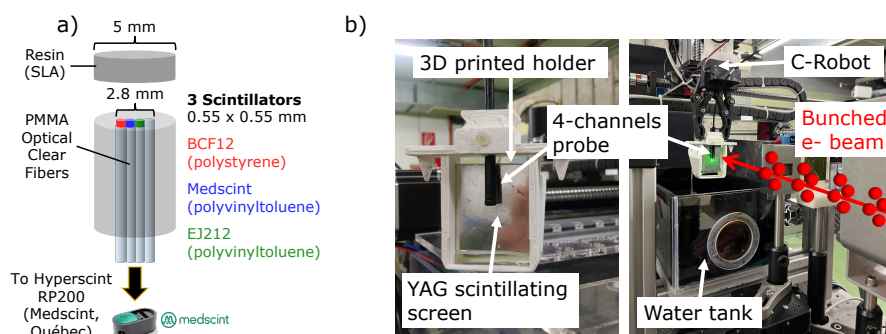 a)
5 mm
Resin
(SLA)
2.8 mm
PMMA
Optical
Clear
Fibers
3 Scintillators
0.55 x 0.55 mm
BCF12
(polystyrene)
Medscint
(polyvinyltoluene)
EJ212
(polyvinyltoluene)
To Hyperscint
RP200
(Medscint,
Québec)
medscint
b)
3D printed holder
4-channels
probe
YAG scintillating
screen
C-Robot
Bunched
e- beam
Water tank